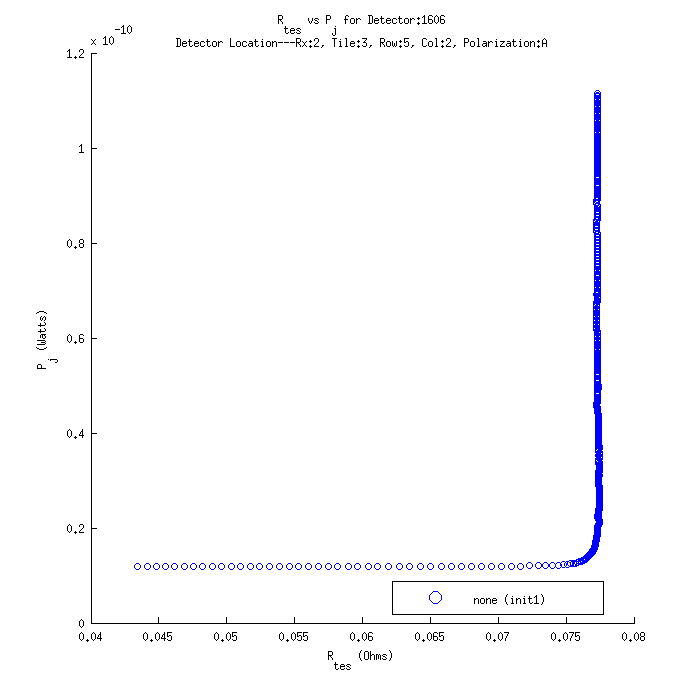 R_tes vs P_j for Detector:1606
Detector Location---Rx:2, Tile:3, Row:5, Col:2, Polarization:A
x 10^-10
1.2
1
0.8
0.6
0.4
0.2
0
P_j (Watts)
none (init1)
0.04 0.045 0.05 0.055 0.06 0.065 0.07 0.075 0.08
R_tes (Ohms)